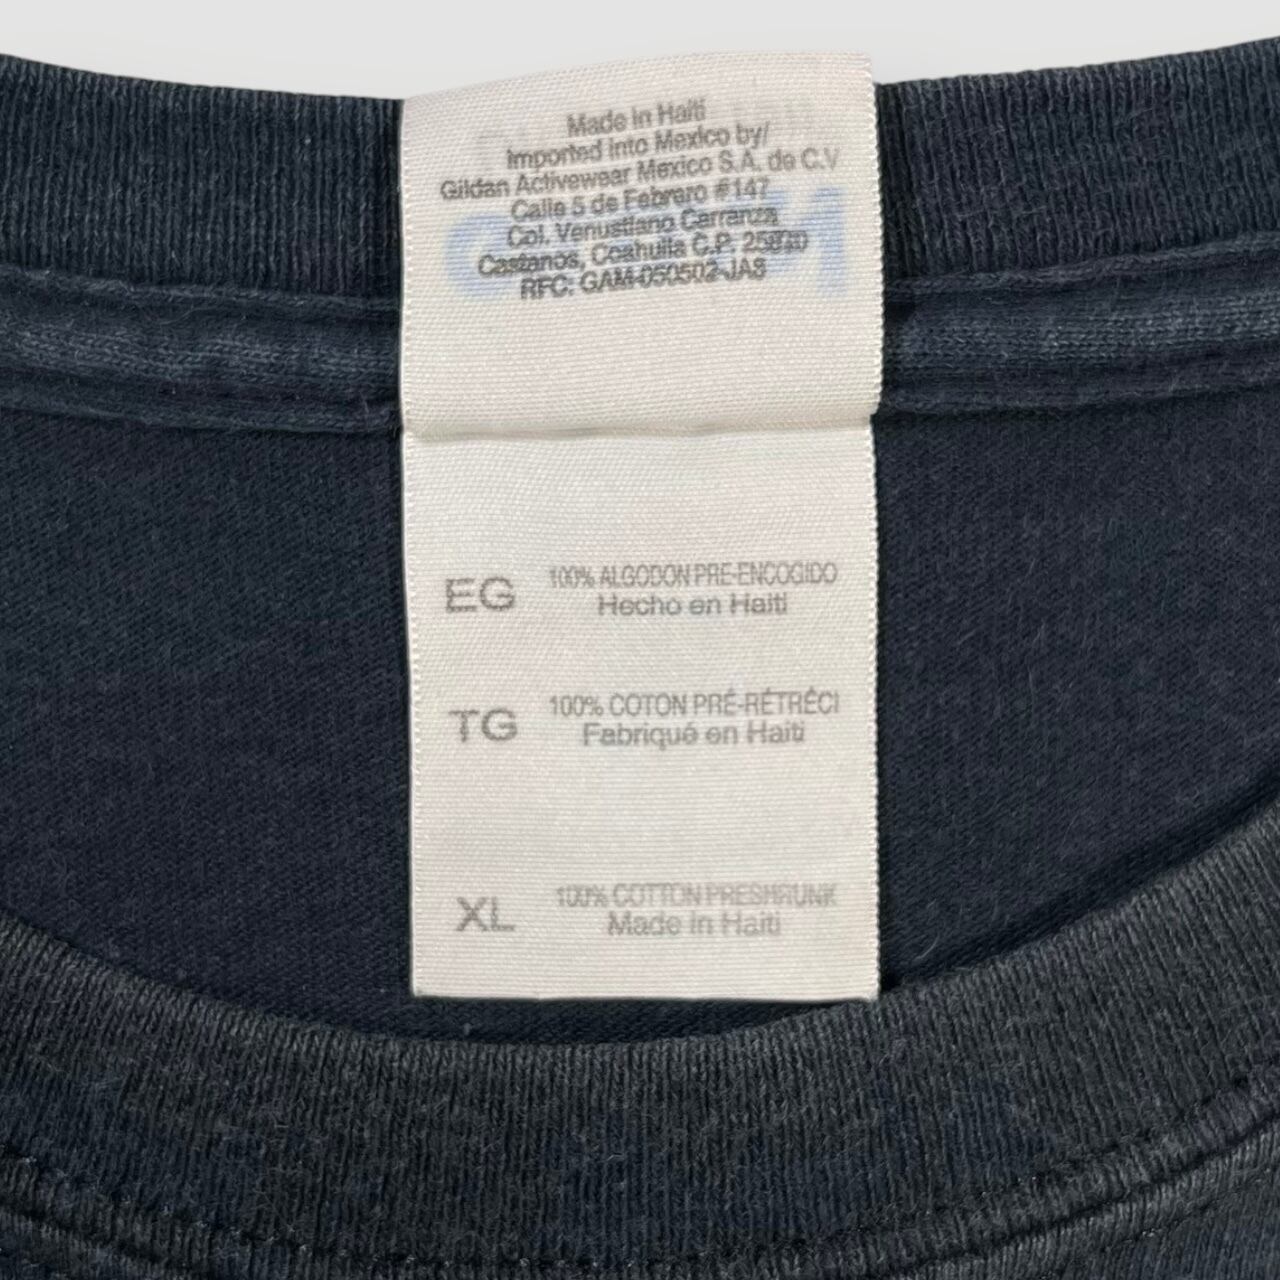 Made in Haiti
Imported into Mexico by/
Gildan Activewear Mexico S.A. de C.V
Calle 5 de Febrero #147
Col. Venustiano Carranza
Castanos, Coahuila C.P. 25870
RFC: GAM-050502-JA3
EG 100% ALGODON PRE-ENCOGIDO
Hecho en Haiti
TG 100% COTON PRÉ-RÉTRÉCI
Fabriqué en Haiti
XL 100% COTTON PRESHRUNK
Made in Haiti